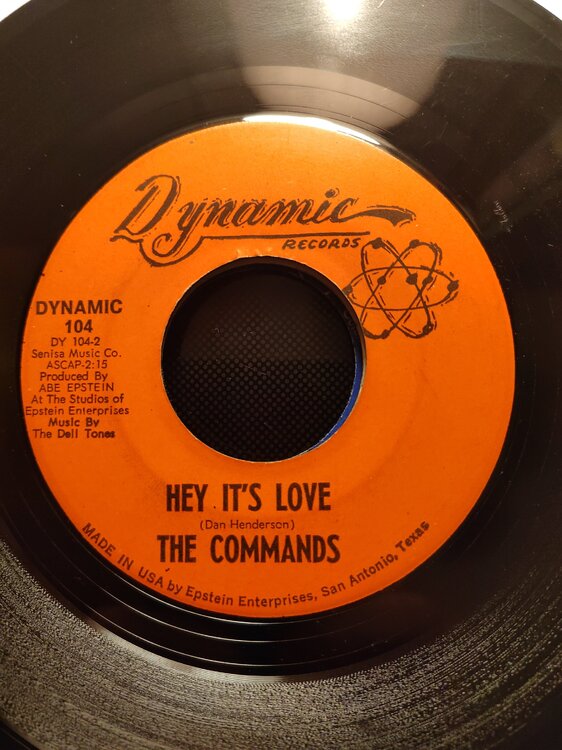 Dynamic
RECORDS
DYNAMIC
104
DY 104-2
Senisa Music Co.
ASCAP-2:15
Produced By
ABE EPSTEIN
At The Studios of
Epstein Enterprises
Music By
The Dell Tones
HEY IT'S LOVE
(Dan Henderson)
THE COMMANDS
MADE IN USA by Epstein Enterprises, San Antonio, Texas